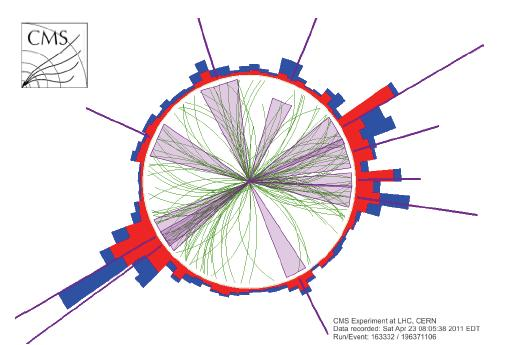 CMS
CMS Experiment at LHC, CERN
Data recorded: Sat Apr 23 08:05:38 2011 EDT
Run/Event: 163332 / 196371106